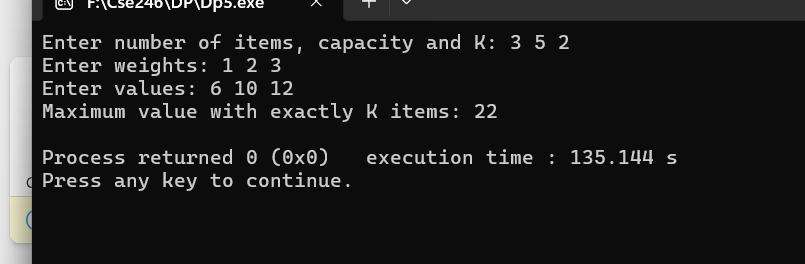 F:\Cse246\DP\Dp5.exe
Enter number of items, capacity and K: 3 5 2
Enter weights: 1 2 3
Enter values: 6 10 12
Maximum value with exactly K items: 22
Process returned 0 (0x0)   execution time : 135.144 s
Press any key to continue.